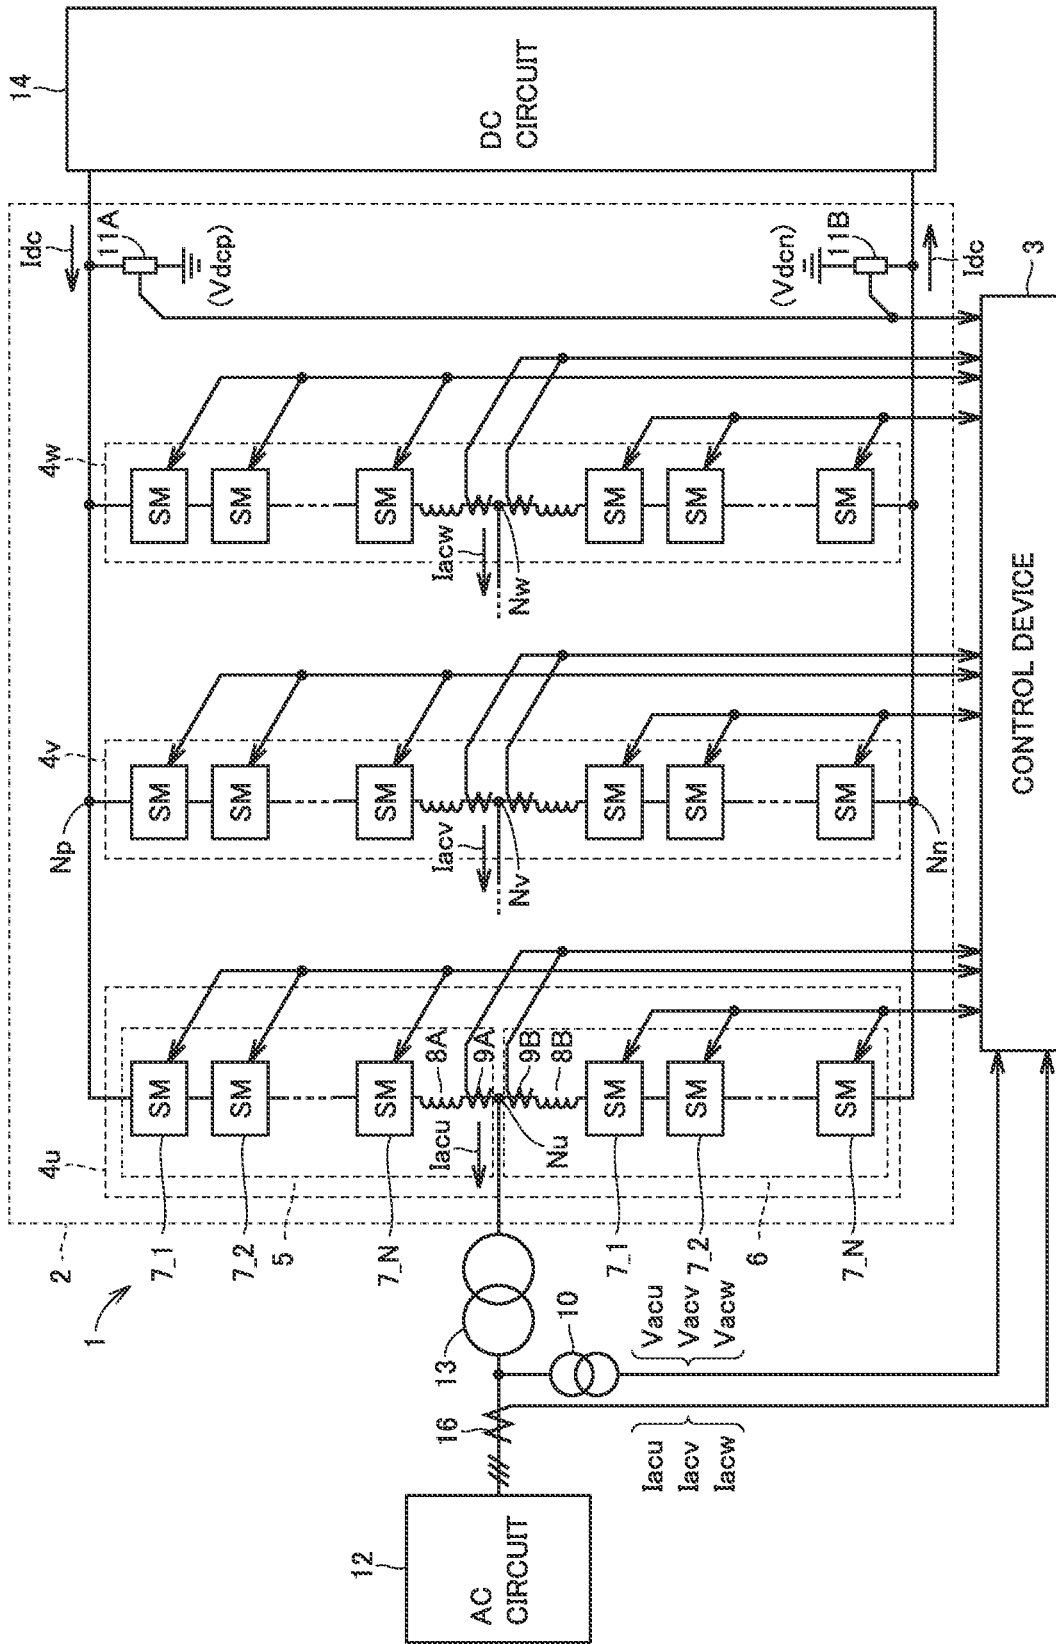 14
DC
CIRCUIT
Idc
11A
(Vdcp)
(Vdcn)
11B
Idc
3
4w
SM
SM
SM
SM
SM
SM
Iacw
Nw
4v
Np
SM
SM
SM
SM
SM
SM
Iacv
Nv
Nn
CONTROL DEVICE
4u
SM
SM
SM
SM
SM
SM
8A
9A
9B
8B
Iacu
Nu
2
7_1
7_2
5
7_N
7_1
7_2
6
7_N
1
13
10
Vacu
Vacv
Vacw
16
Iacu
Iacv
Iacw
12
AC
CIRCUIT